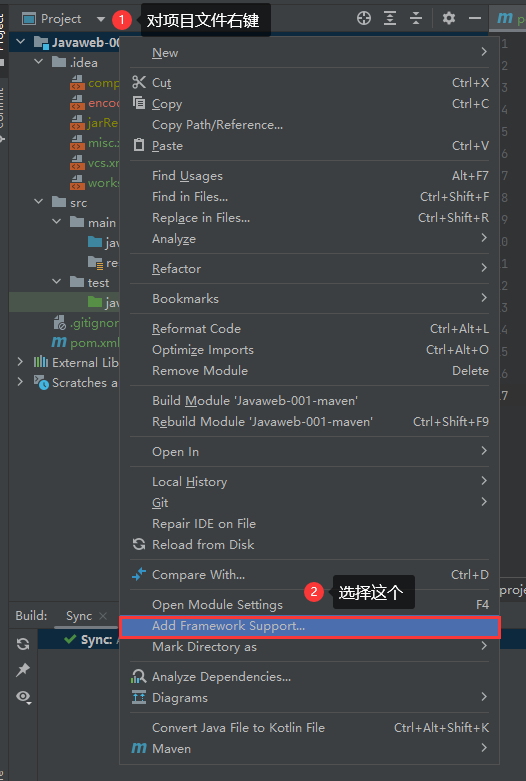 Project
1 对项目文件右键
Javaweb-00
.idea
comp
encod
jarRe
misc.x
vcs.xm
works
src
main
jav
re
test
jav
.gitignor
pom.xml
External Lib
Scratches a
New
Cut Ctrl+X
Copy Ctrl+C
Copy Path/Reference...
Paste Ctrl+V
Find Usages Alt+F7
Find in Files... Ctrl+Shift+F
Replace in Files... Ctrl+Shift+R
Analyze
Refactor
Bookmarks
Reformat Code Ctrl+Alt+L
Optimize Imports Ctrl+Alt+O
Remove Module Delete
Build Module 'Javaweb-001-maven'
Rebuild Module 'Javaweb-001-maven' Ctrl+Shift+F9
Open In
Local History
Git
Repair IDE on File
Reload from Disk
Compare With... Ctrl+D
2 选择这个
Open Module Settings F4
Add Framework Support...
Mark Directory as
Analyze Dependencies...
Diagrams
Convert Java File to Kotlin File Ctrl+Alt+Shift+K
Maven
Build: Sync
Sync:
proje